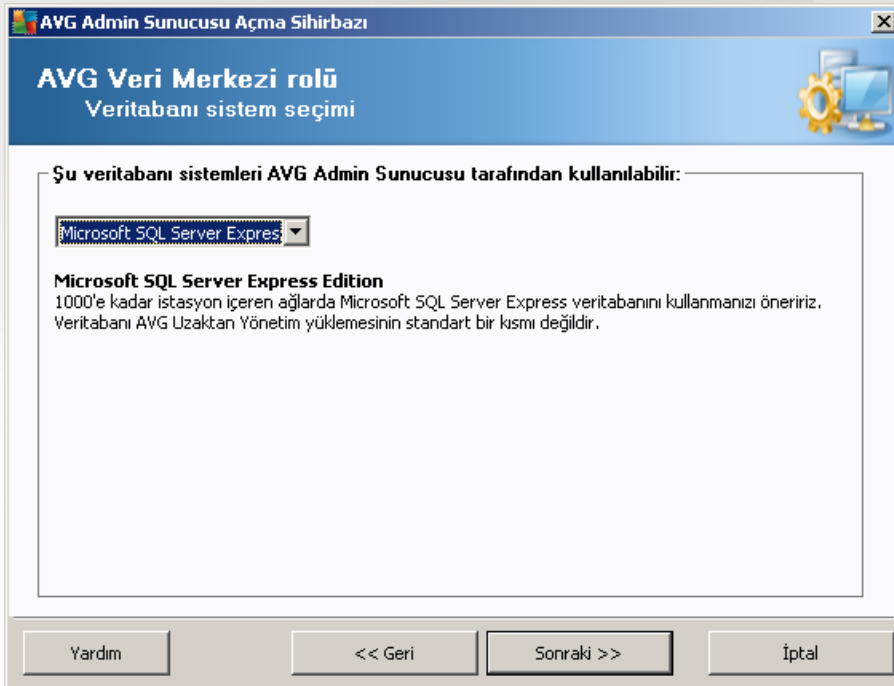 AVG Admin Sunucusu Açma Sihirbazı
AVG Veri Merkezi rolü
Veritabanı sistem seçimi
Şu veritabanı sistemleri AVG Admin Sunucusu tarafından kullanılabilir:
Microsoft SQL Server Expres
Microsoft SQL Server Express Edition
1000'e kadar istasyon içeren ağlarda Microsoft SQL Server Express veritabanını kullanmanızı öneririz.
Veritabanı AVG Uzaktan Yönetim yüklemesinin standart bir kısmı değildir.
Yardım
<< Geri
Sonraki >>
İptal